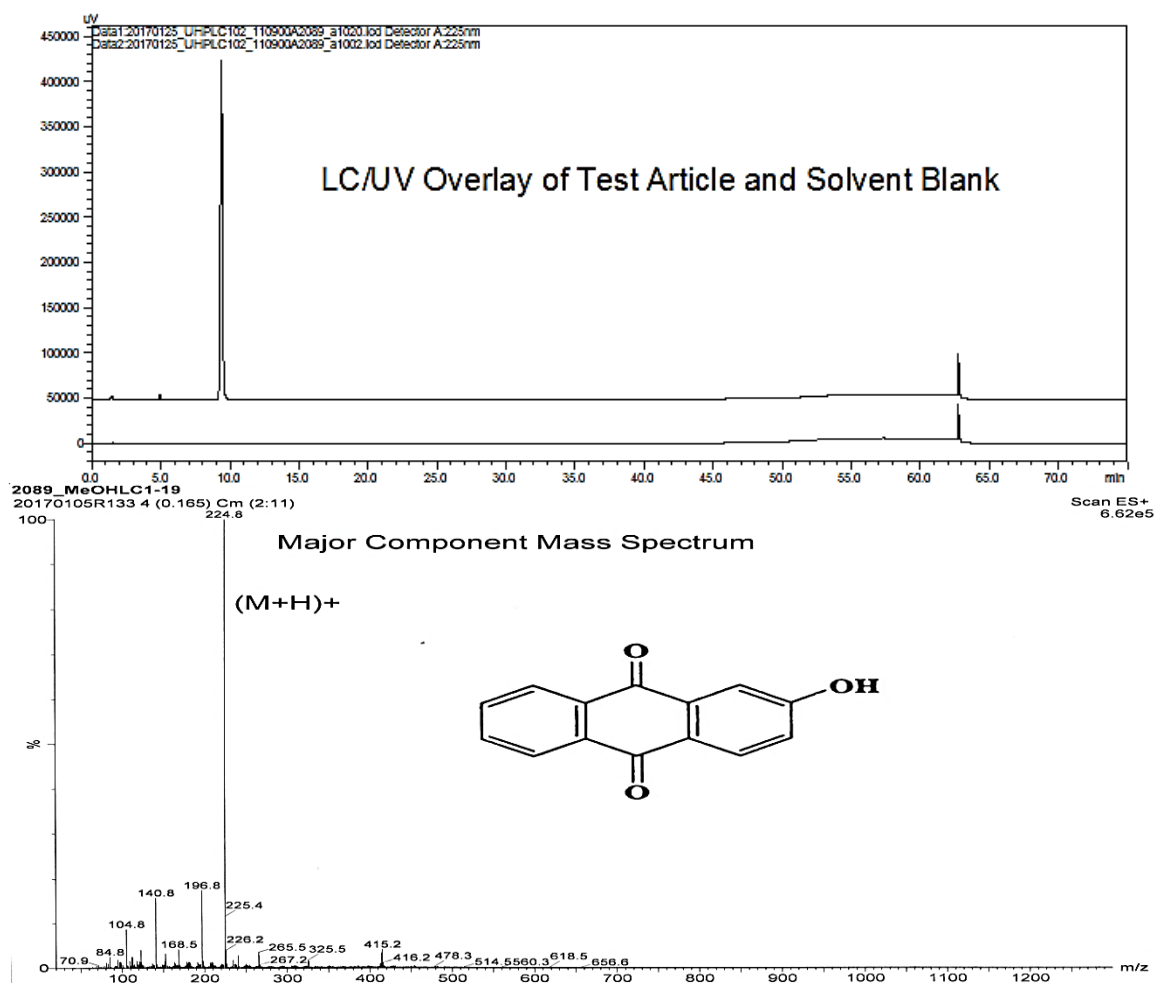 uV
Data1:20170125_UHPLC102_110900A2089_a1020.lcd Detector A:225nm
Data2:20170125_UHPLC102_110900A2089_a1002.lcd Detector A:225nm
450000
400000
350000
300000
250000
200000
150000
100000
50000
0
LC/UV Overlay of Test Article and Solvent Blank
0.0 5.0 10.0 15.0 20.0 25.0 30.0 35.0 40.0 45.0 50.0 55.0 60.0 65.0 70.0 min
2089_MeOHLC1-19
20170105R133 4 (0.165) Cm (2:11)
Scan ES+
6.62e5
100
224.8
Major Component Mass Spectrum
(M+H)+
O
OH
O
%
196.8
140.8
225.4
104.8
226.2
265.5
325.5
415.2
168.5
84.8
70.9
267.2
416.2
478.3
514.5
560.3
618.5
656.6
0
100 200 300 400 500 600 700 800 900 1000 1100 1200
m/z